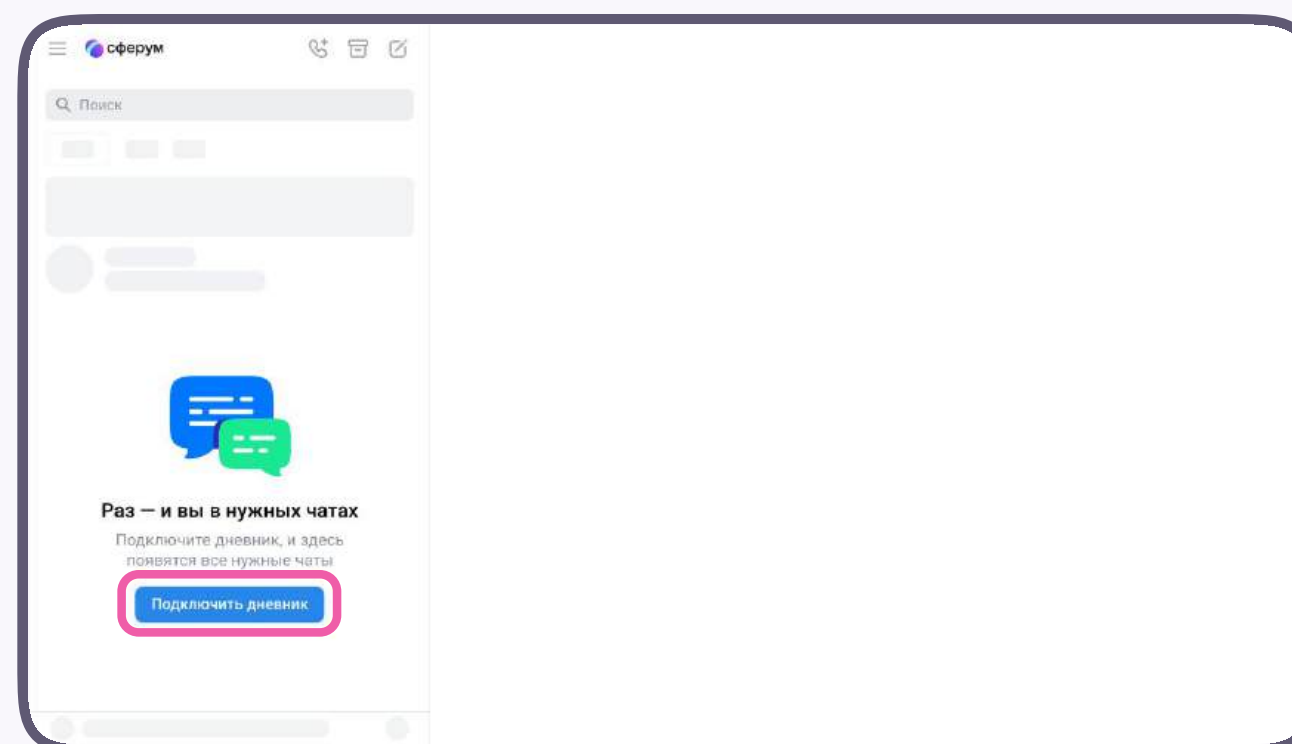 сферум
Поиск
Раз — и вы в нужных чатах
Подключите дневник, и здесь
появятся все нужные чаты
Подключить дневник